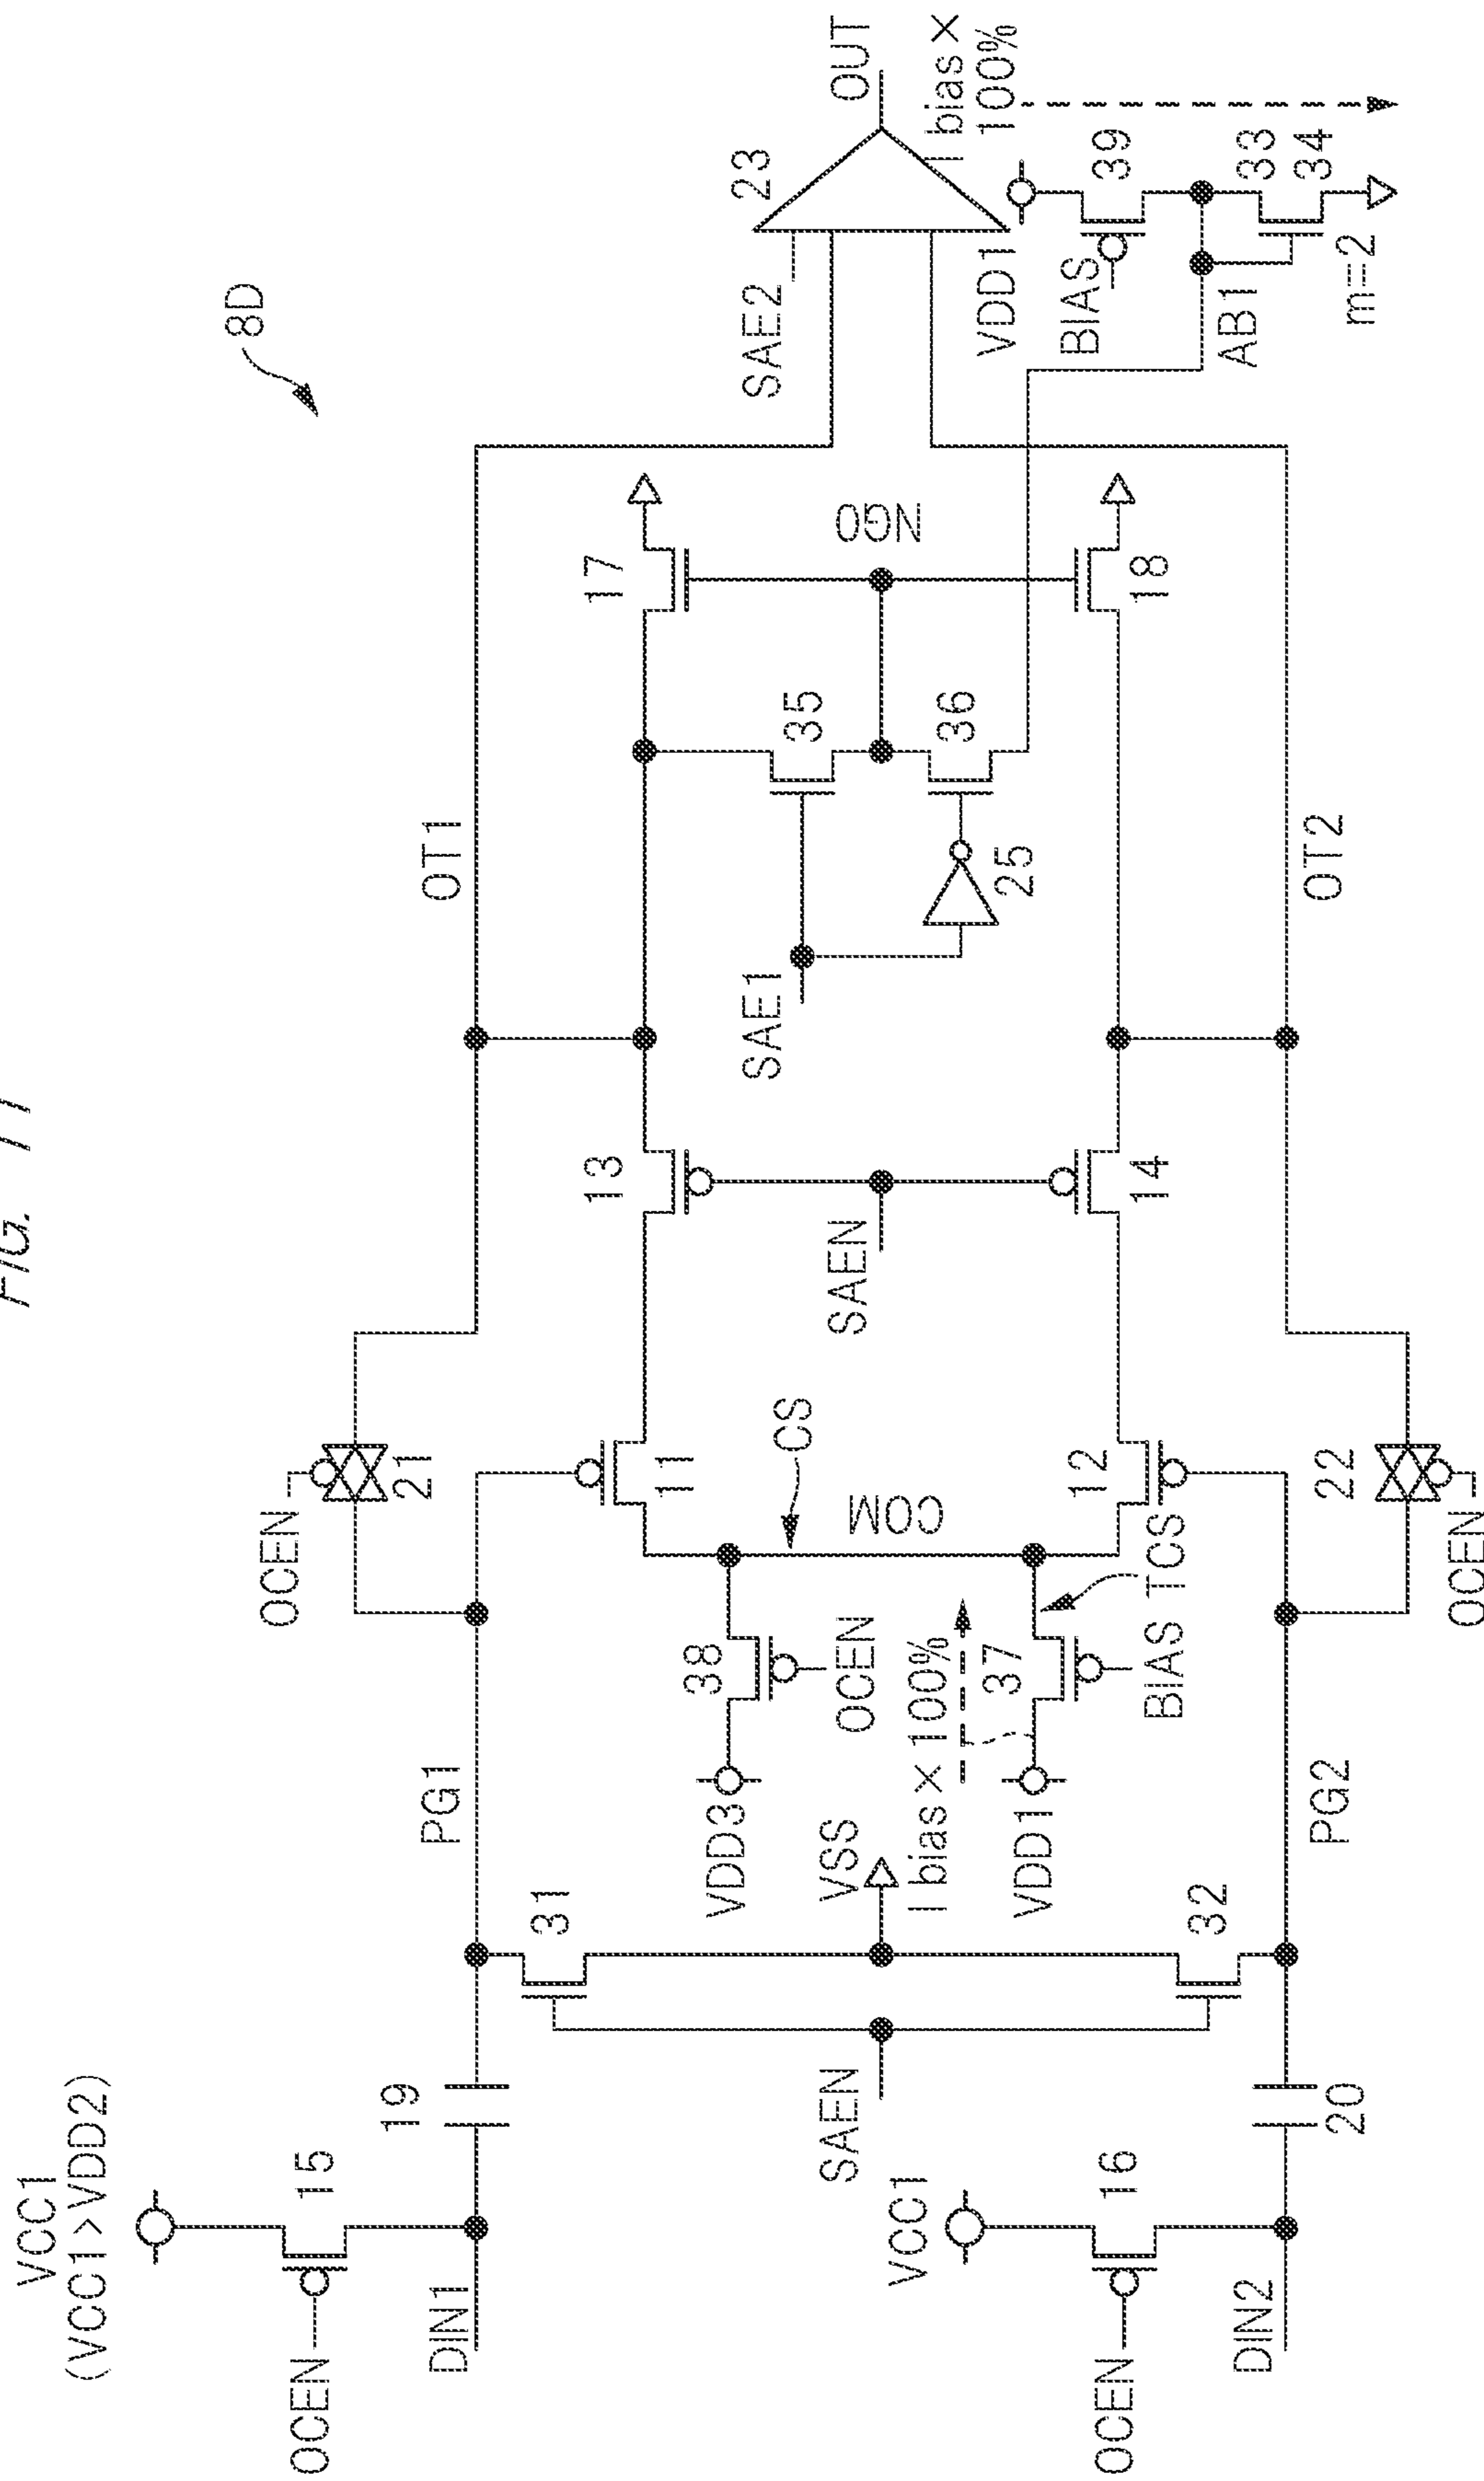 FIG. 11
8D
VCC1
(VCC1>VDD2)
OCEN
15
DIN1
19
PG1
OCEN
21
OT1
31
VDD3
38
OCEN
11
CS
COM
13
SAEN
14
SAE1
35
36
25
17
NGO
18
SAE2
23
OUT
I bias×
100%
VDD1
BIAS
39
AB1
33
34
m=2
VCC1
OCEN
16
DIN2
20
SAEN
VSS
32
I bias×100%
VDD1
37
BIAS
TCS
12
PG2
22
OCEN
OT2